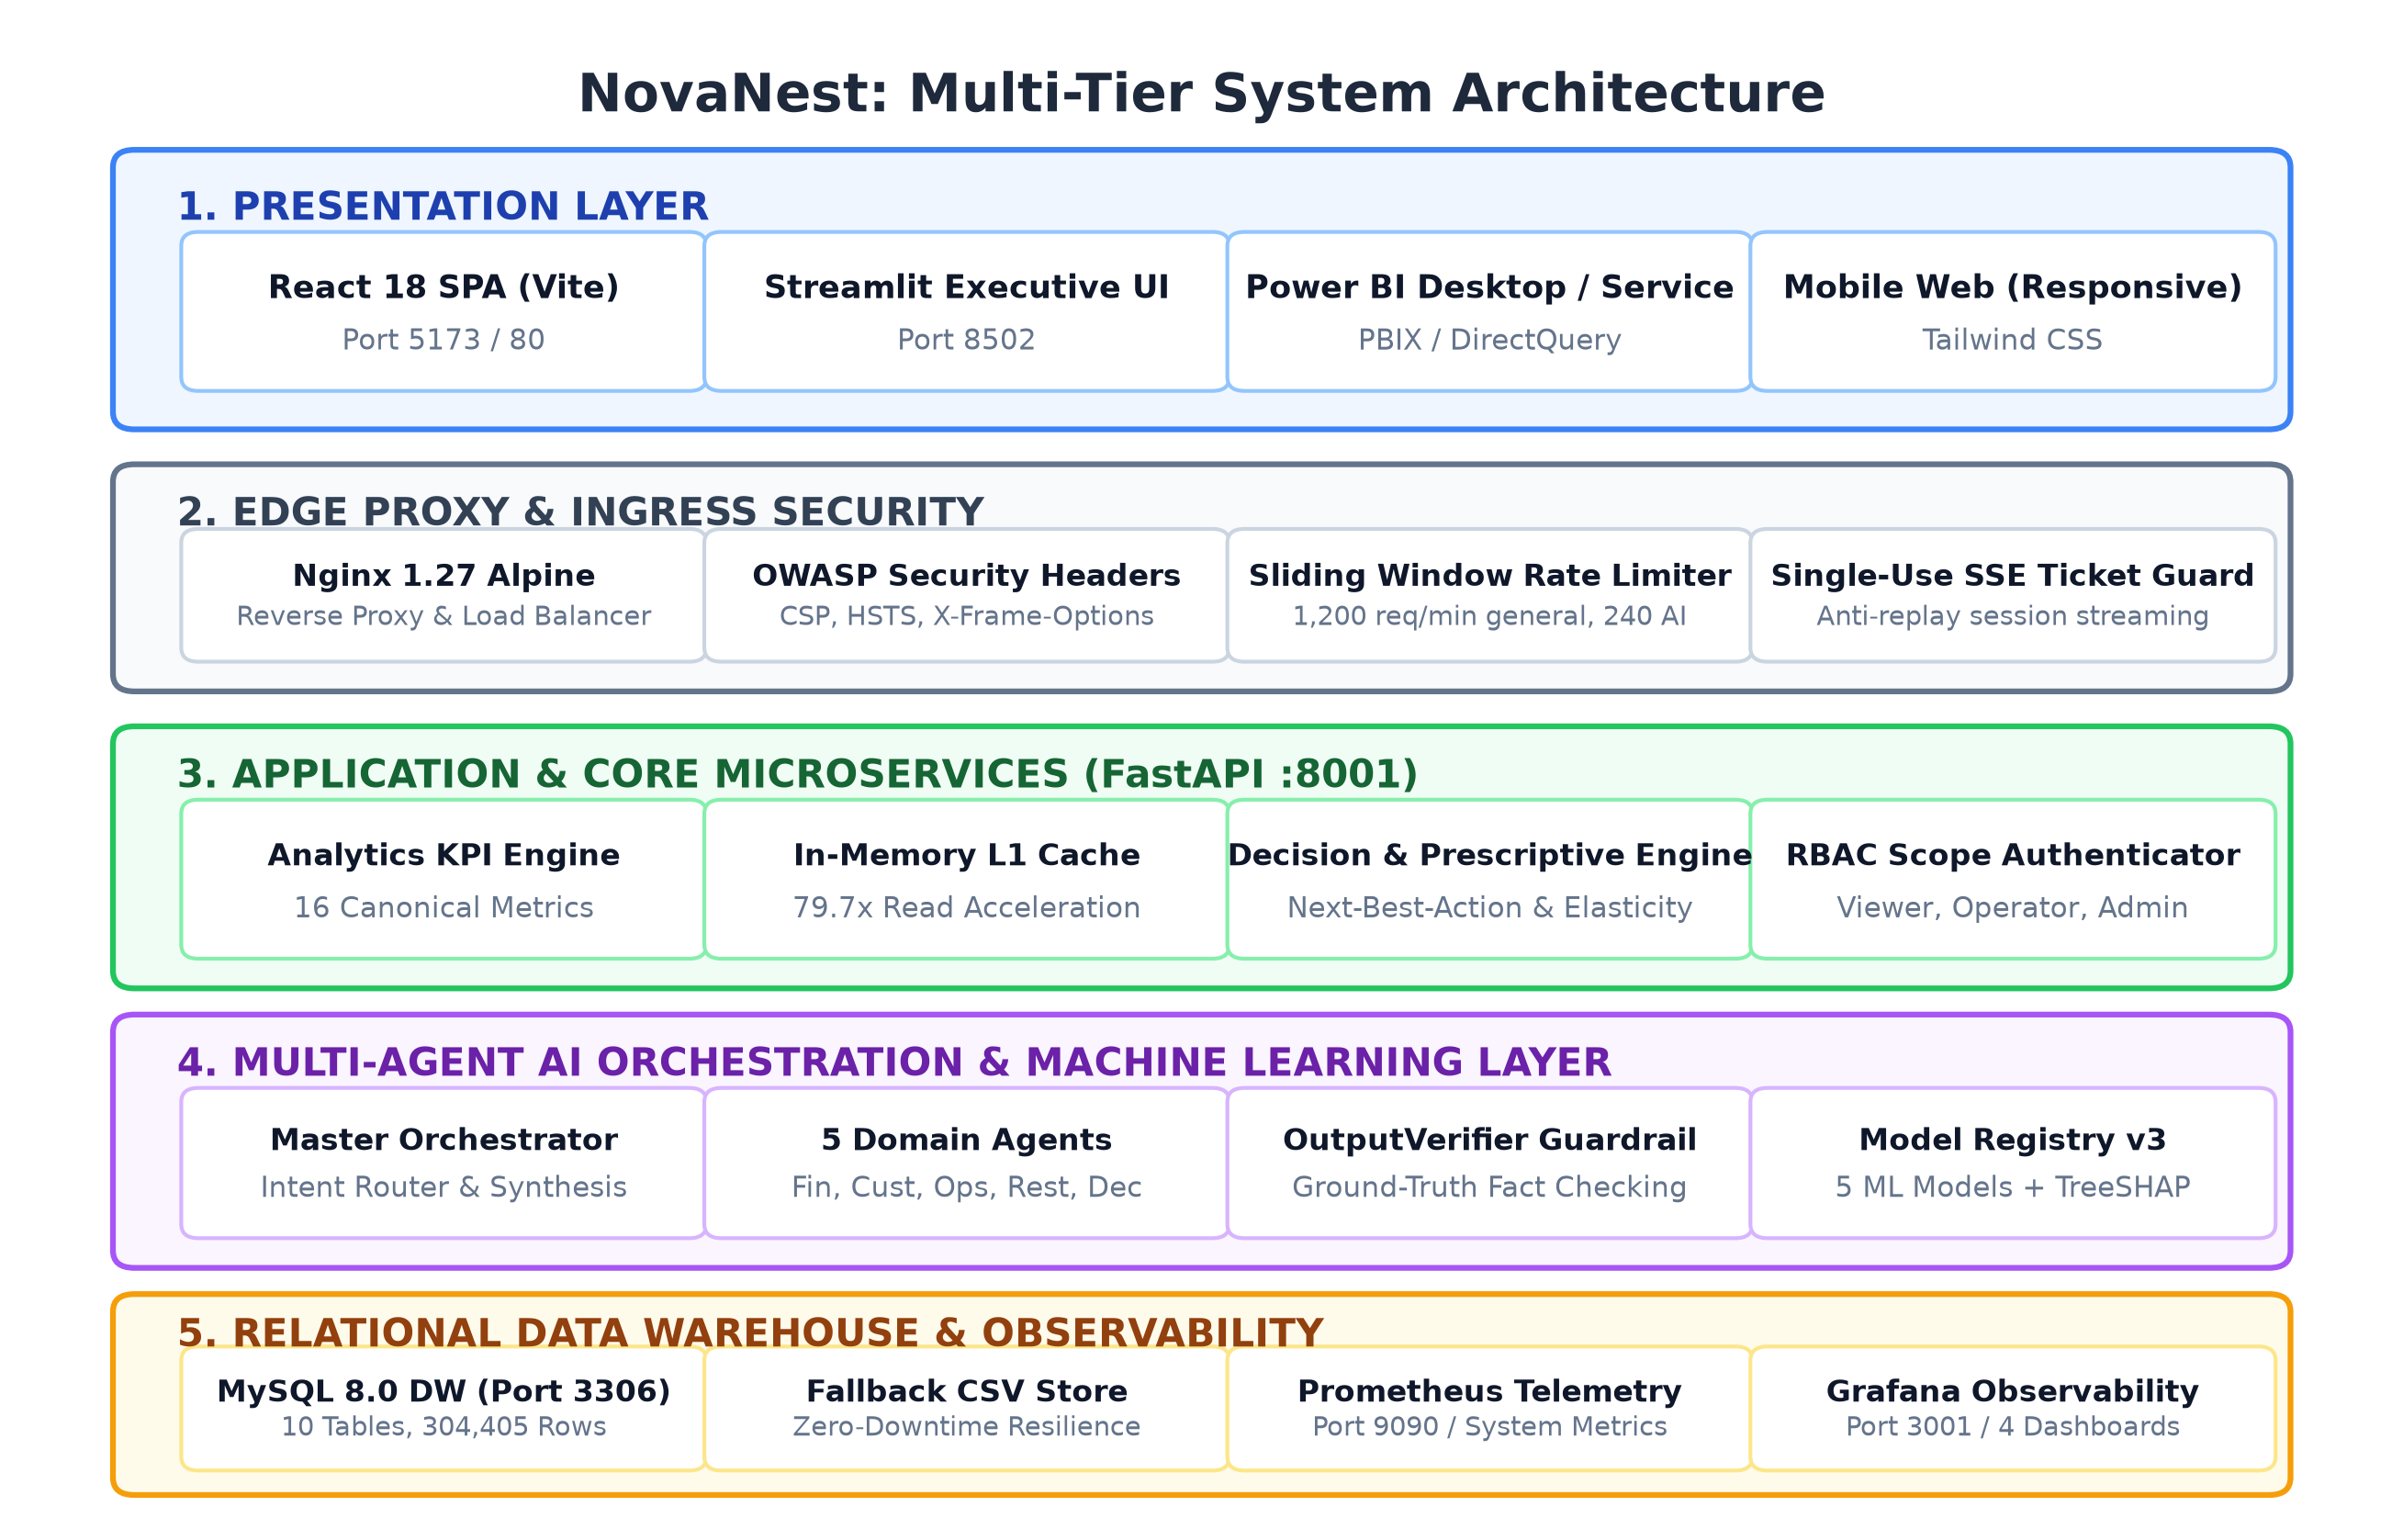 NovaNest: Multi-Tier System Architecture
1. PRESENTATION LAYER
React 18 SPA (Vite)
Port 5173 / 80
Streamlit Executive UI
Port 8502
Power BI Desktop / Service
PBIX / DirectQuery
Mobile Web (Responsive)
Tailwind CSS
2. EDGE PROXY & INGRESS SECURITY
Nginx 1.27 Alpine
Reverse Proxy & Load Balancer
OWASP Security Headers
CSP, HSTS, X-Frame-Options
Sliding Window Rate Limiter
1,200 req/min general, 240 AI
Single-Use SSE Ticket Guard
Anti-replay session streaming
3. APPLICATION & CORE MICROSERVICES (FastAPI :8001)
Analytics KPI Engine
16 Canonical Metrics
In-Memory L1 Cache
79.7x Read Acceleration
Decision & Prescriptive Engine
Next-Best-Action & Elasticity
RBAC Scope Authenticator
Viewer, Operator, Admin
4. MULTI-AGENT AI ORCHESTRATION & MACHINE LEARNING LAYER
Master Orchestrator
Intent Router & Synthesis
5 Domain Agents
Fin, Cust, Ops, Rest, Dec
OutputVerifier Guardrail
Ground-Truth Fact Checking
Model Registry v3
5 ML Models + TreeSHAP
5. RELATIONAL DATA WAREHOUSE & OBSERVABILITY
MySQL 8.0 DW (Port 3306)
10 Tables, 304,405 Rows
Fallback CSV Store
Zero-Downtime Resilience
Prometheus Telemetry
Port 9090 / System Metrics
Grafana Observability
Port 3001 / 4 Dashboards